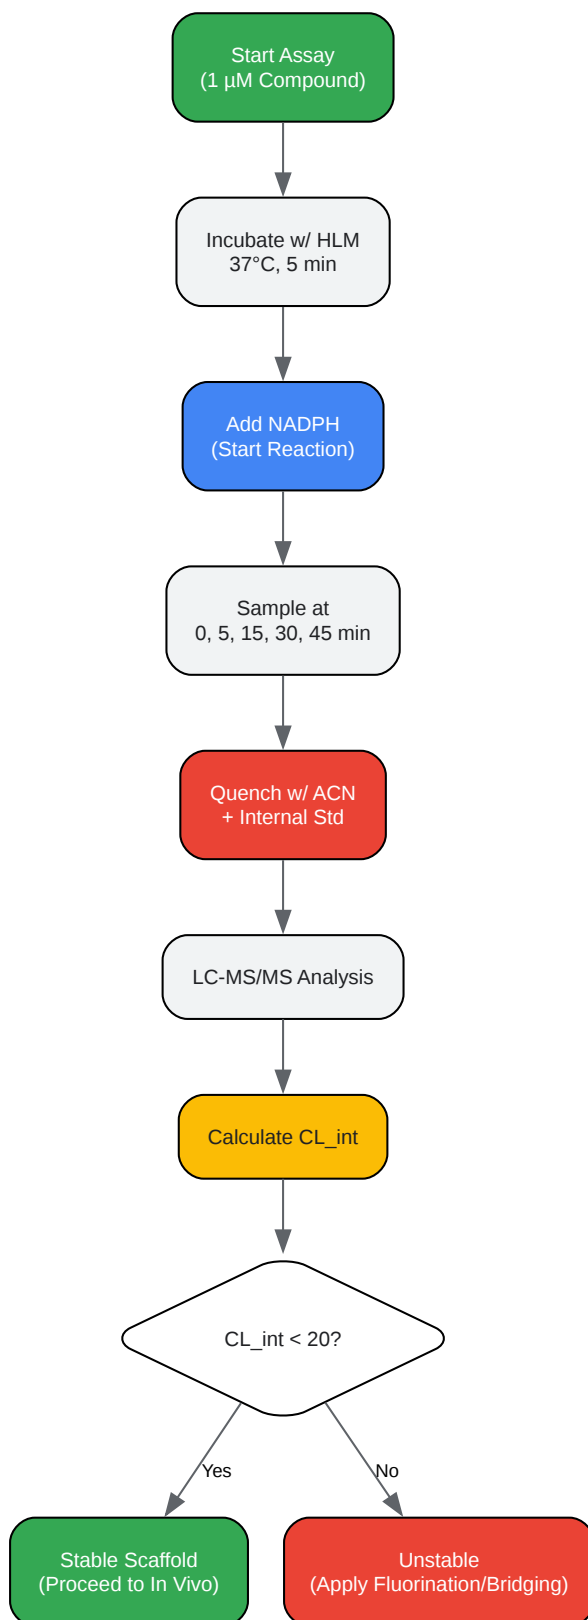 Start Assay
(1 µM Compound)
Incubate w/ HLM
37°C, 5 min
Add NADPH
(Start Reaction)
Sample at
0, 5, 15, 30, 45 min
Quench w/ ACN
+ Internal Std
LC-MS/MS Analysis
Calculate CL_int
CL_int < 20?
Yes
No
Stable Scaffold
(Proceed to In Vivo)
Unstable
(Apply Fluorination/Bridging)